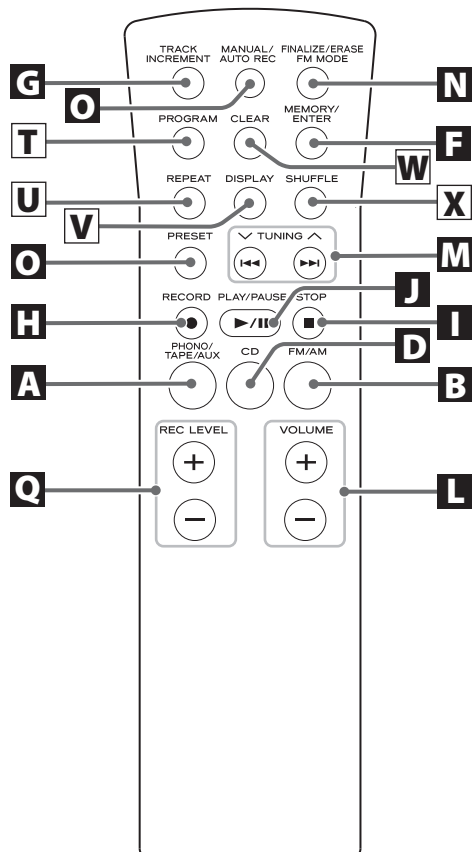 TRACK INCREMENT
MANUAL/ AUTO REC
FINALIZE/ERASE FM MODE
G
O
N
PROGRAM
CLEAR
MEMORY/ ENTER
T
W
F
REPEAT
DISPLAY
SHUFFLE
U
V
X
PRESET
TUNING
O
M
RECORD
PLAY/PAUSE
STOP
H
J
I
PHONO/ TAPE/AUX
CD
FM/AM
A
D
B
REC LEVEL
VOLUME
+
+
Q
L
−
−